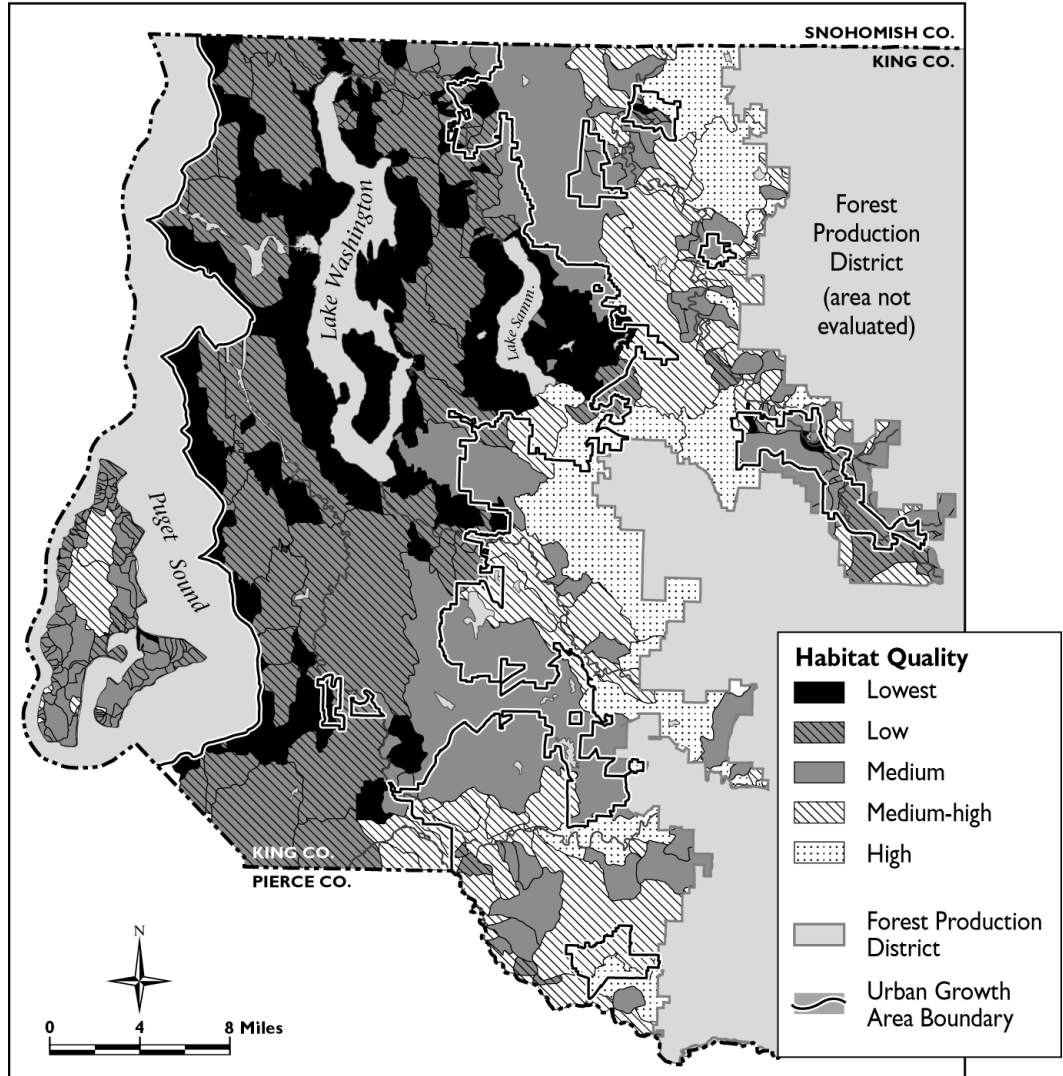 SNOHOMISH CO.
KING CO.
Lake Washington
Lake Samm.
Forest
Production
District
(area not
evaluated)
Puget Sound
KING CO.
PIERCE CO.
N
0 4 8 Miles
Habitat Quality
Lowest
Low
Medium
Medium-high
High
Forest Production
District
Urban Growth
Area Boundary